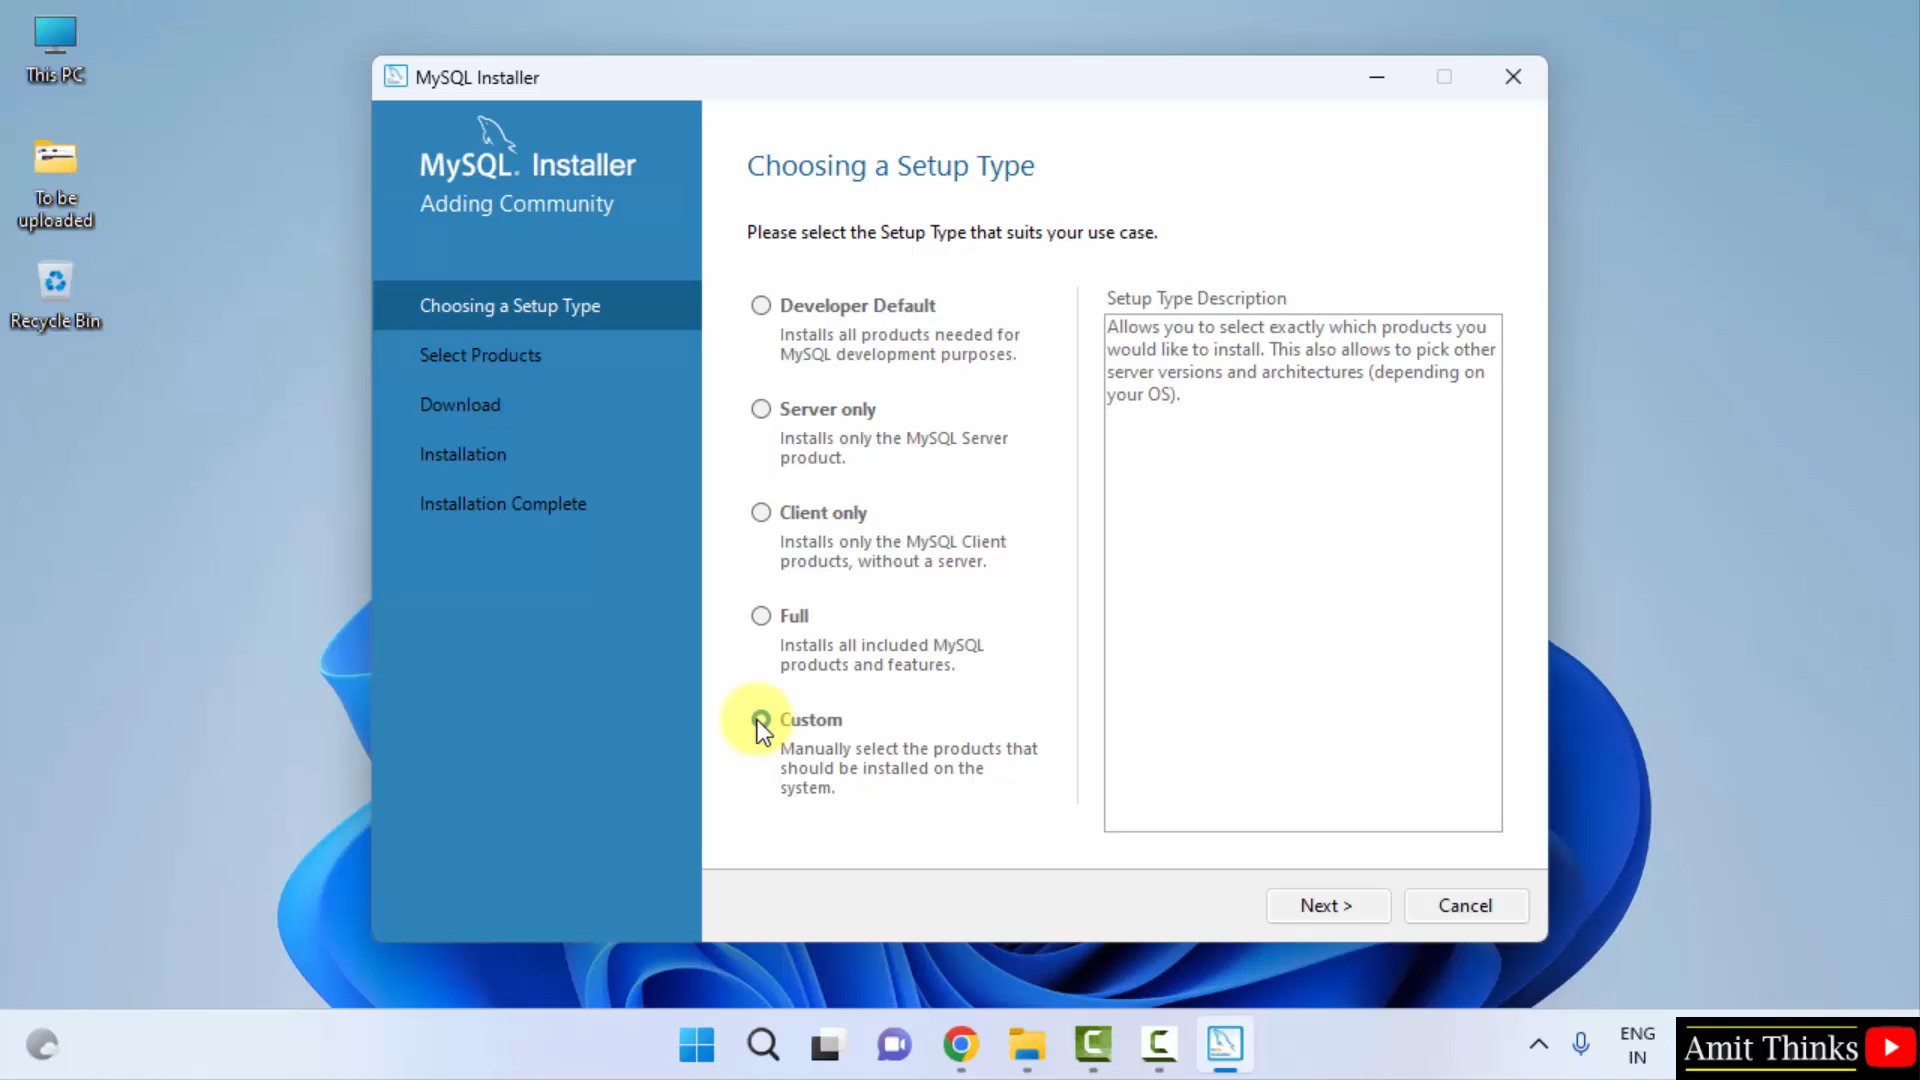 This PC
To be
uploaded
Recycle Bin
MySQL Installer
MySQL. Installer
Adding Community
Choosing a Setup Type
Select Products
Download
Installation
Installation Complete
Choosing a Setup Type
Please select the Setup Type that suits your use case.
Developer Default
Installs all products needed for
MySQL development purposes.
Server only
Installs only the MySQL Server
product.
Client only
Installs only the MySQL Client
products, without a server.
Full
Installs all included MySQL
products and features.
Custom
Manually select the products that
should be installed on the
system.
Setup Type Description
Allows you to select exactly which products you
would like to install. This also allows to pick other
server versions and architectures (depending on
your OS).
Next >
Cancel
ENG
IN
Amit Thinks